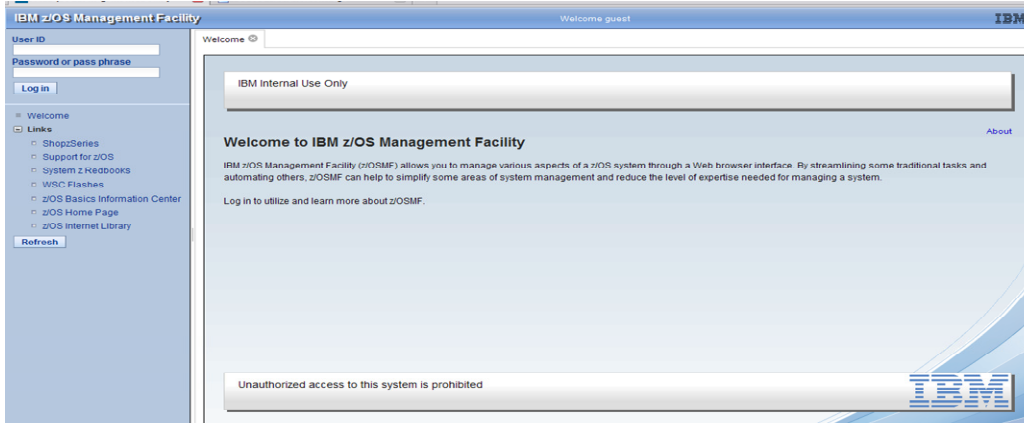 IBM z/OS Management Facility
Welcome guest
IBM
User ID
Password or pass phrase
Log in
Welcome
Links
ShopzSeries
Support for z/OS
System z Redbooks
WSC Flashes
z/OS Basics Information Center
z/OS Home Page
z/OS Internet Library
Refresh
Welcome
IBM Internal Use Only
About
Welcome to IBM z/OS Management Facility
IBM z/OS Management Facility (z/OSMF) allows you to manage various aspects of a z/OS system through a Web browser interface. By streamlining some traditional tasks and
automating others, z/OSMF can help to simplify some areas of system management and reduce the level of expertise needed for managing a system.
Log in to utilize and learn more about z/OSMF.
Unauthorized access to this system is prohibited
IBM